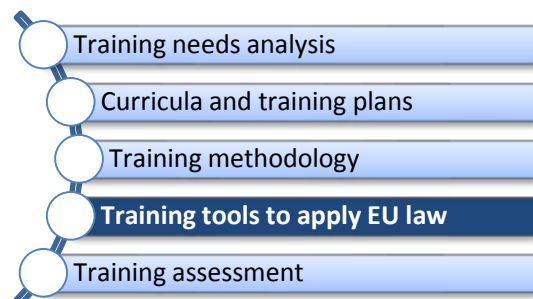 Training needs analysis
Curricula and training plans
Training methodology
Training tools to apply EU law
Training assessment